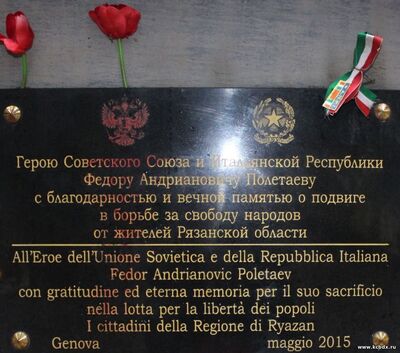 Герою Советского Союза и Итальянской Республики
Федору Андриановичу Полетаеву
с благодарностью и вечной памятью о подвиге
в борьбе за свободу народов
от жителей Рязанской области
All'Eroe dell'Unione Sovietica e della Repubblica Italiana
Fedor Andrianovic Poletaev
con gratitudine ed eterna memoria per il suo sacrificio
nella lotta per la libertà dei popoli
I cittadini della Regione di Ryazan
Genova maggio 2015